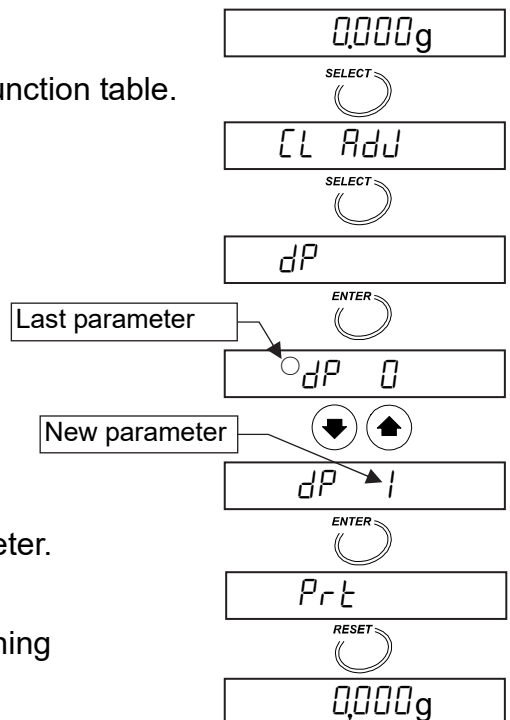 0.000g
SELECT
unction table.
CL AdJ
SELECT
dP
ENTER
Last parameter
dP 0
New parameter
dP 1
ENTER
eter.
Prt
RESET
ning
0.000g